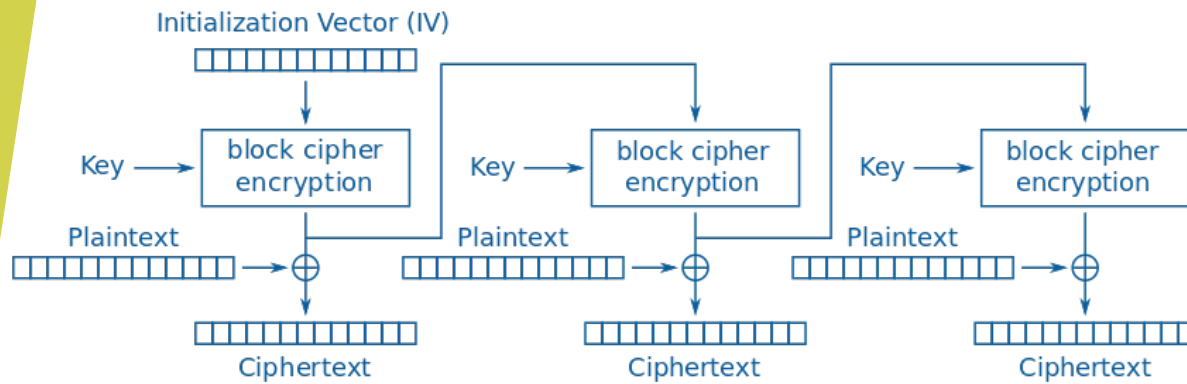 Initialization Vector (IV)
Key
block cipher
encryption
Key
block cipher
encryption
Key
block cipher
encryption
Plaintext
Plaintext
Plaintext
Ciphertext
Ciphertext
Ciphertext